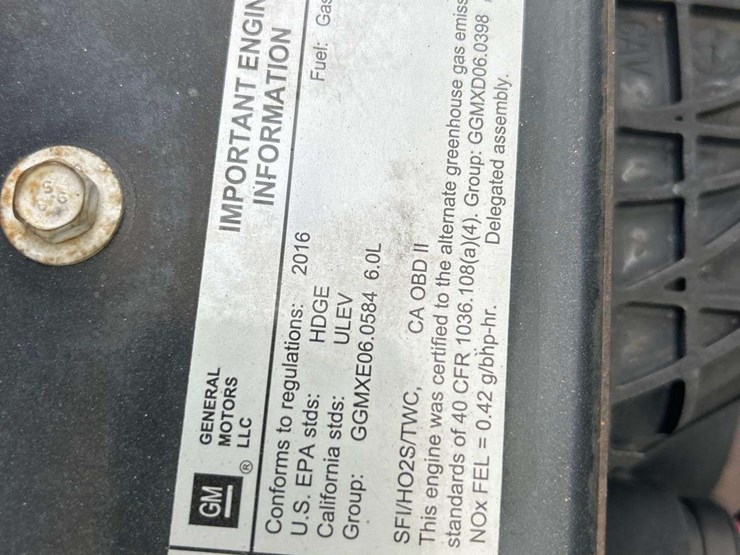 GM
®
GENERAL
MOTORS
LLC
IMPORTANT ENGIN
INFORMATION
Conforms to regulations: 2016 Fuel: Gas
U.S. EPA stds: HDGE
California stds: ULEV
Group: GGMXE06.0584 6.0L
SFI/HO2S/TWC, CA OBD II
This engine was certified to the alternate greenhouse gas emiss
standards of 40 CFR 1036.108(a)(4). Group: GGMXD06.0398
NOx FEL = 0.42 g/bhp-hr. Delegated assembly.